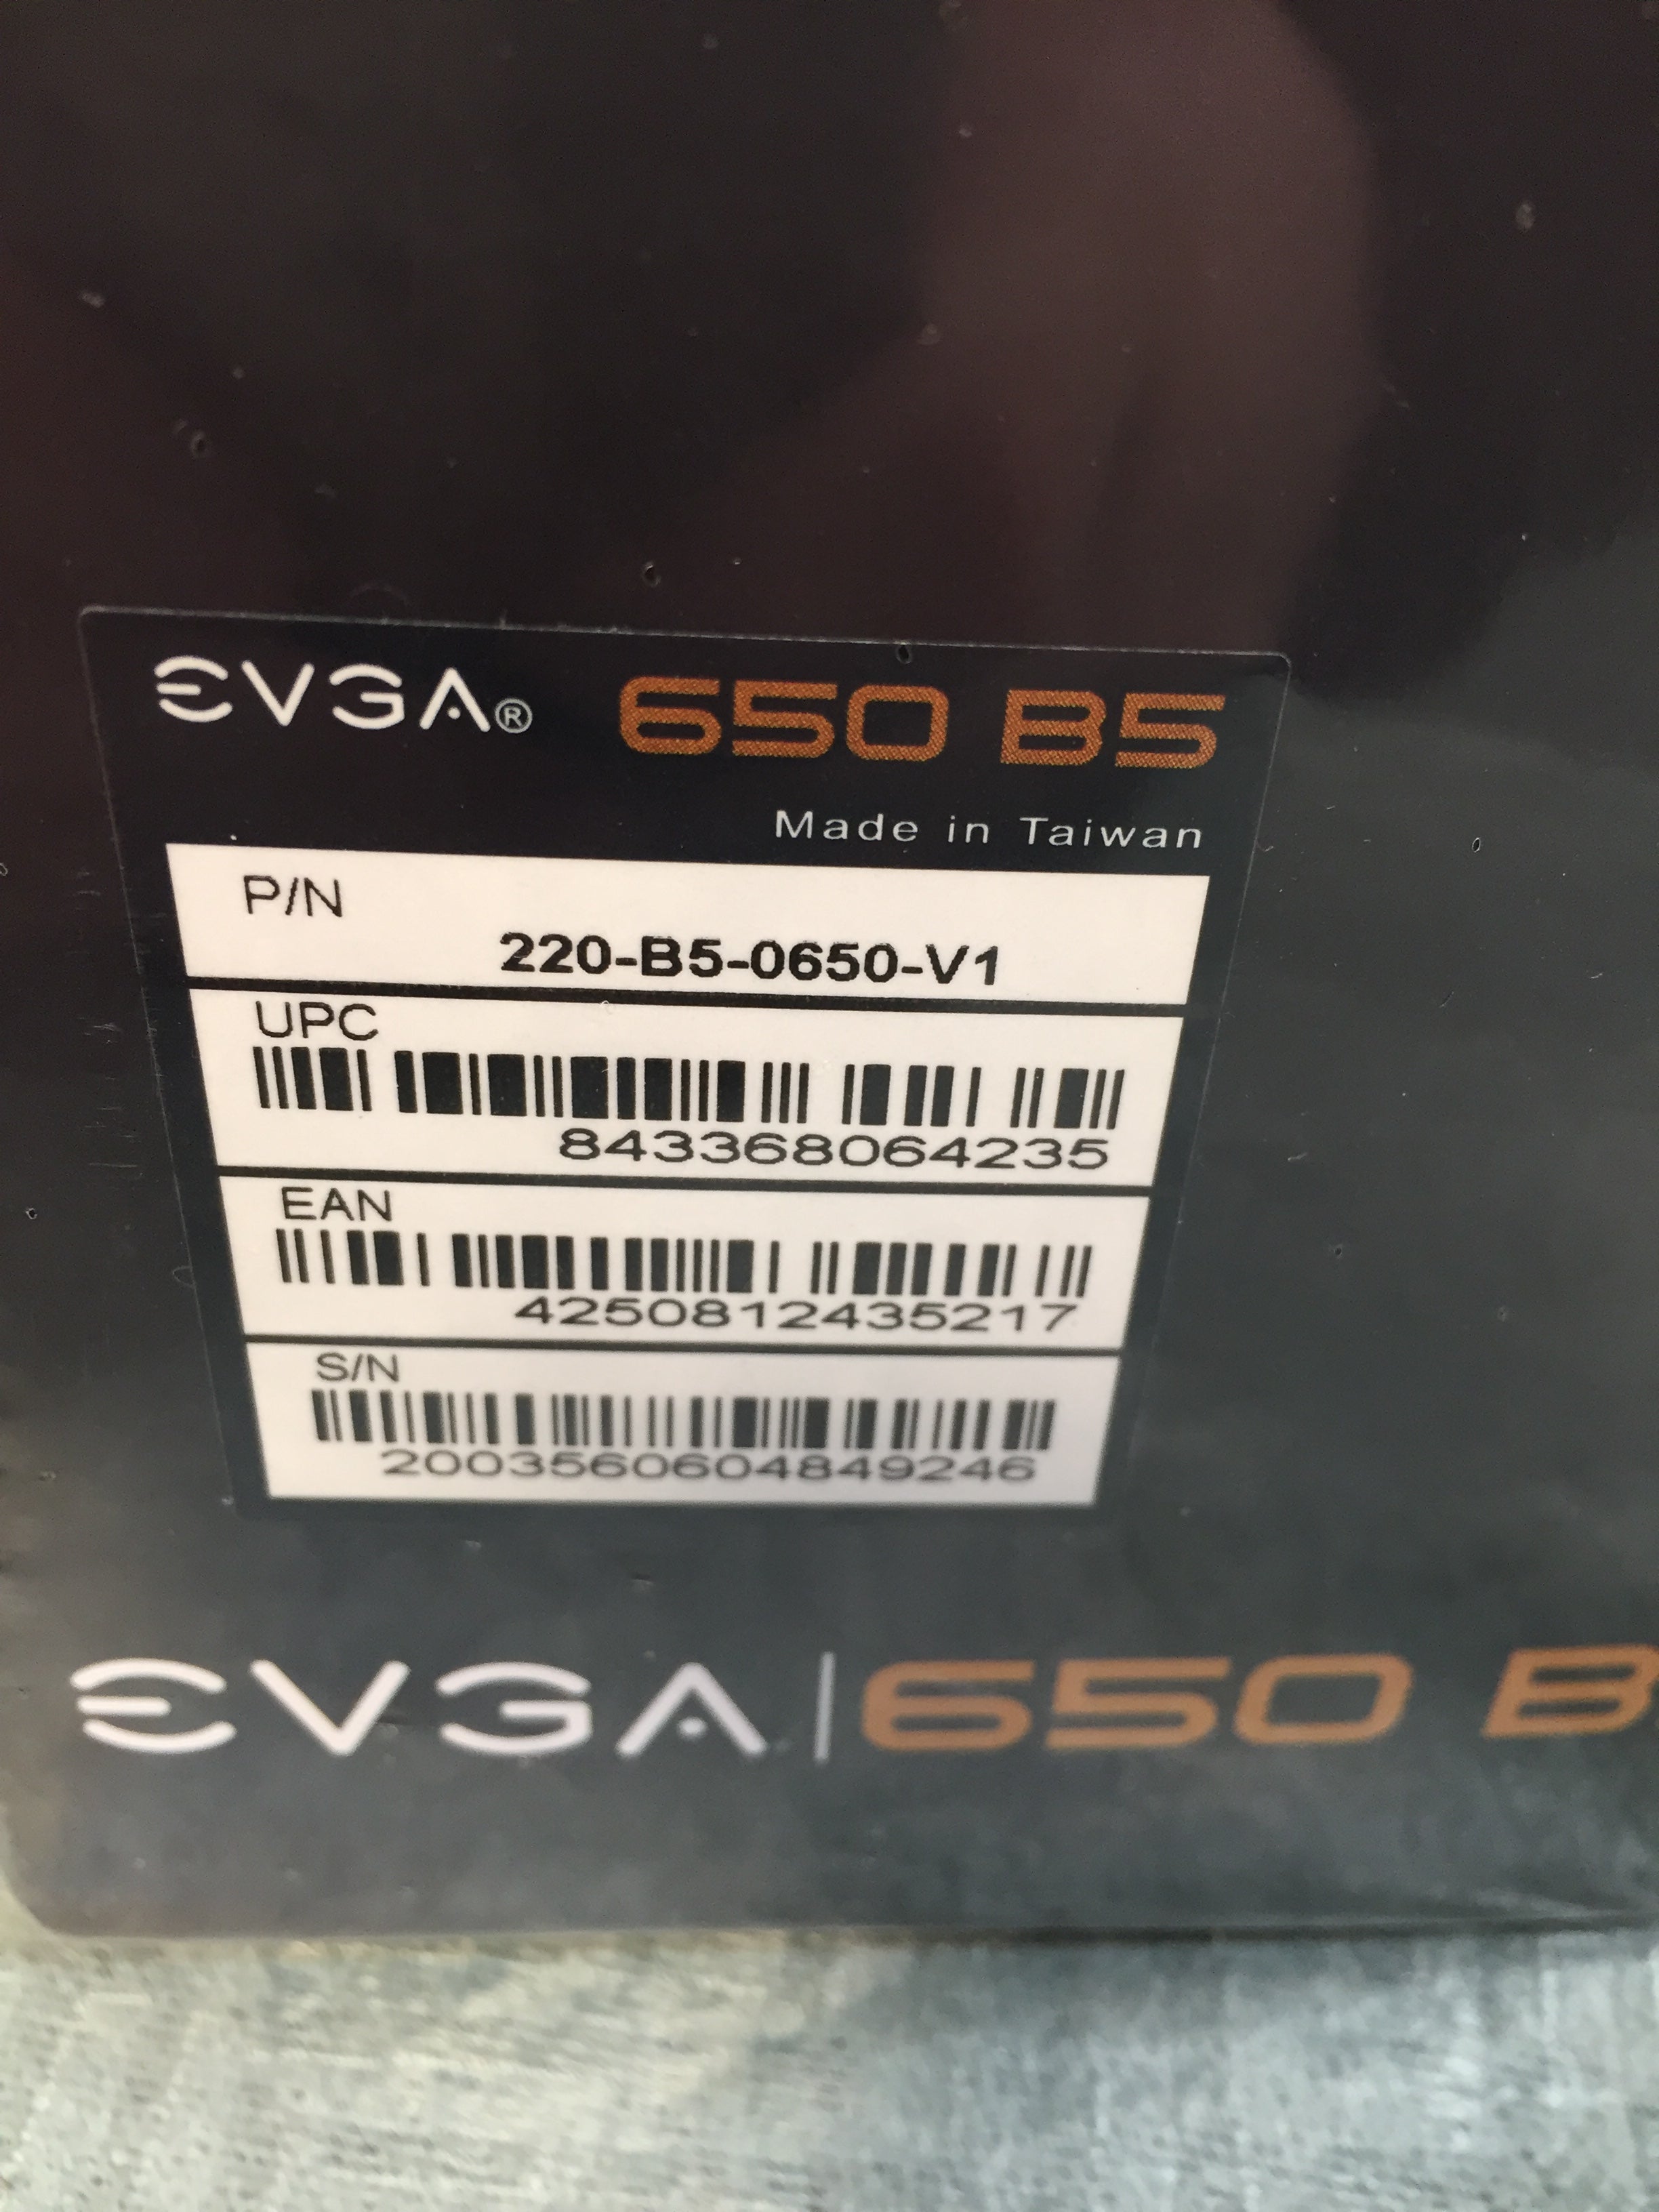 EVGA® 650 B5
Made in Taiwan
P/N
220-B5-0650-V1
UPC
843368064235
EAN
4250812435217
S/N
2003560604849246
EVGA | 650 B